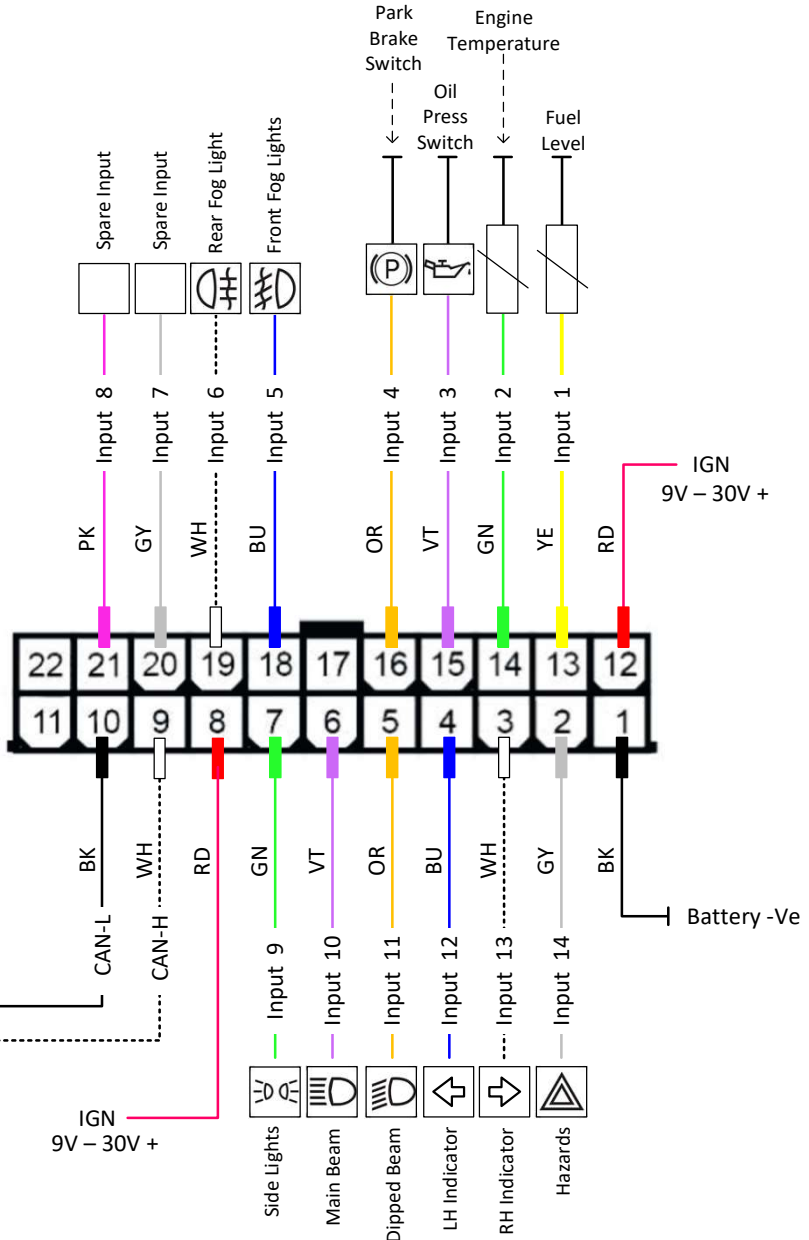 Park
Brake
Switch
Engine
Temperature
Oil
Press
Switch
Fuel
Level
Spare Input
Spare Input
Rear Fog Light
Front Fog Lights
P
Input 8
Input 7
Input 6
Input 5
Input 4
Input 3
Input 2
Input 1
IGN
9V – 30V +
PK
GY
WH
BU
OR
VT
GN
YE
RD
22 21 20 19 18 17 16 15 14 13 12
11 10 9 8 7 6 5 4 3 2 1
BK
WH
RD
GN
VT
OR
BU
WH
GY
BK
Battery -Ve
CAN-L
CAN-H
Input 9
Input 10
Input 11
Input 12
Input 13
Input 14
IGN
9V – 30V +
Side Lights
Main Beam
Dipped Beam
LH Indicator
RH Indicator
Hazards